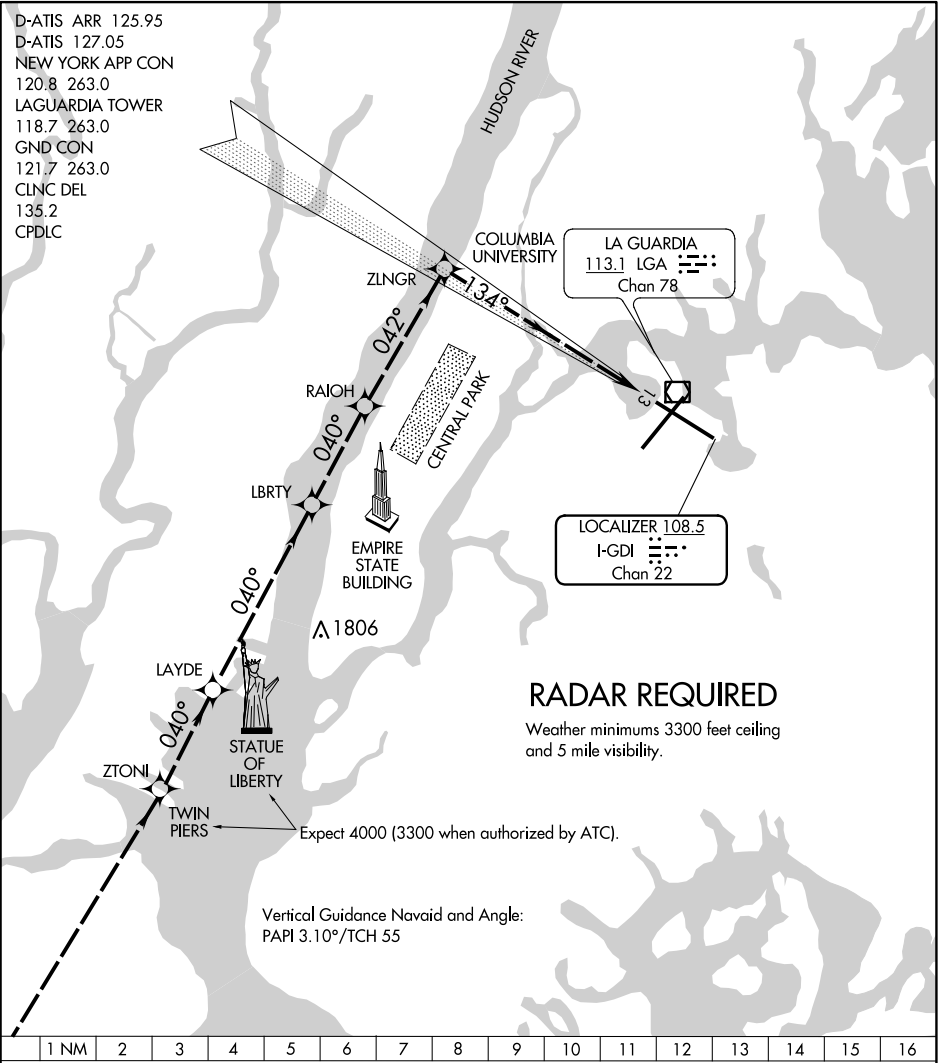 D-ATIS ARR 125.95
D-ATIS 127.05
NEW YORK APP CON
120.8 263.0
LAGUARDIA TOWER
118.7 263.0
GND CON
121.7 263.0
CLNC DEL
135.2
CPDLC
HUDSON RIVER
COLUMBIA
UNIVERSITY
LA GUARDIA
113.1 LGA
Chan 78
ZLNGR
134°
042°
RAIOH
13
CENTRAL PARK
040°
LBRTY
EMPIRE
STATE
BUILDING
LOCALIZER 108.5
I-GDI
Chan 22
040°
1806
LAYDE
RADAR REQUIRED
Weather minimums 3300 feet ceiling
and 5 mile visibility.
040°
STATUE
OF
LIBERTY
ZTONI
TWIN
PIERS
Expect 4000 (3300 when authorized by ATC).
Vertical Guidance Navaid and Angle:
PAPI 3.10°/TCH 55
1 NM 2 3 4 5 6 7 8 9 10 11 12 13 14 15 16